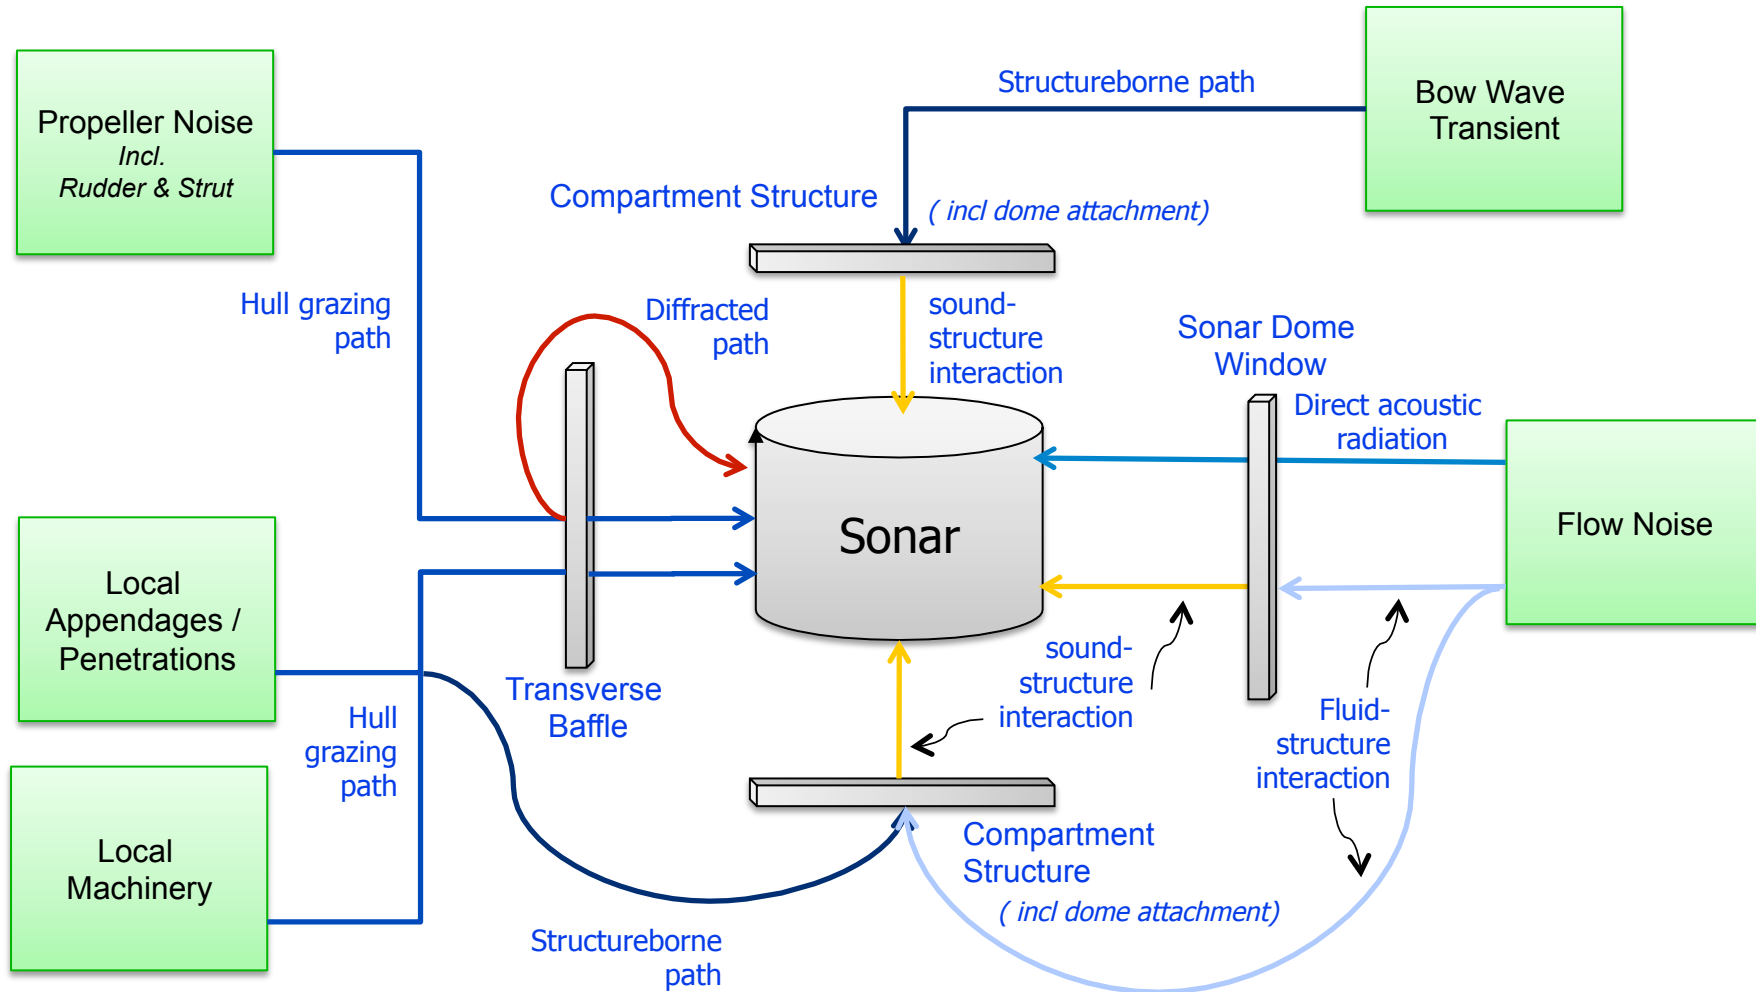 Propeller Noise
Incl.
Rudder & Strut
Structureborne path
Bow Wave
Transient
Compartment Structure
( incl dome attachment)
Hull grazing
path
Diffracted
path
sound-
structure
interaction
Sonar Dome
Window
Direct acoustic
radiation
Sonar
Flow Noise
Local
Appendages /
Penetrations
Transverse
Baffle
sound-
structure
interaction
Fluid-
structure
interaction
Hull
grazing
path
Local
Machinery
Compartment
Structure
( incl dome attachment)
Structureborne
path